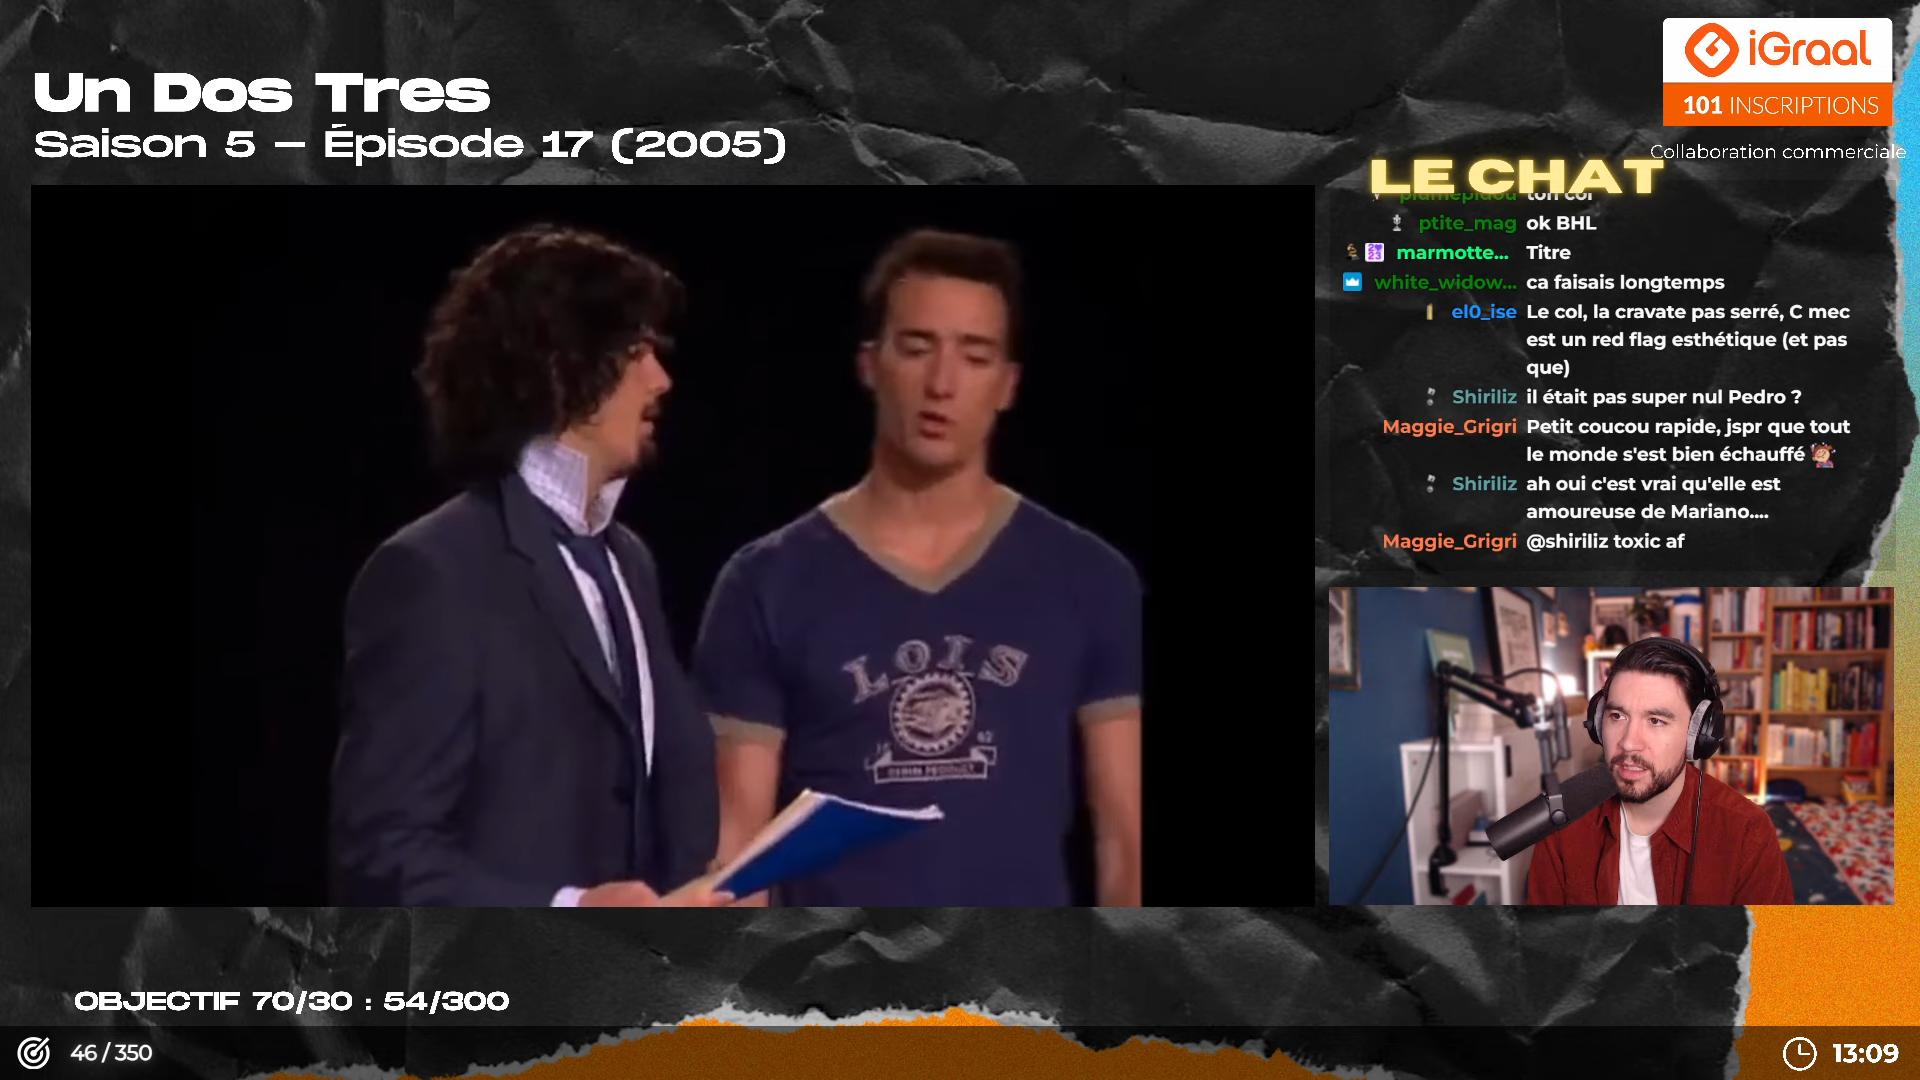 Un Dos Tres
Saison 5 – Épisode 17 (2005)
iGraal
101 INSCRIPTIONS
Collaboration commerciale
LE CHAT
plumepidou ton col
ptite_mag ok BHL
marmotte... Titre
white_widow... ca faisais longtemps
el0_ise Le col, la cravate pas serré, C mec
est un red flag esthétique (et pas
que)
Shiriliz il était pas super nul Pedro ?
Maggie_Grigri Petit coucou rapide, jspr que tout
le monde s'est bien échauffé
Shiriliz ah oui c'est vrai qu'elle est
amoureuse de Mariano....
Maggie_Grigri @shiriliz toxic af
LOIS
OBJECTIF 70/30 : 54/300
46 / 350
13:09